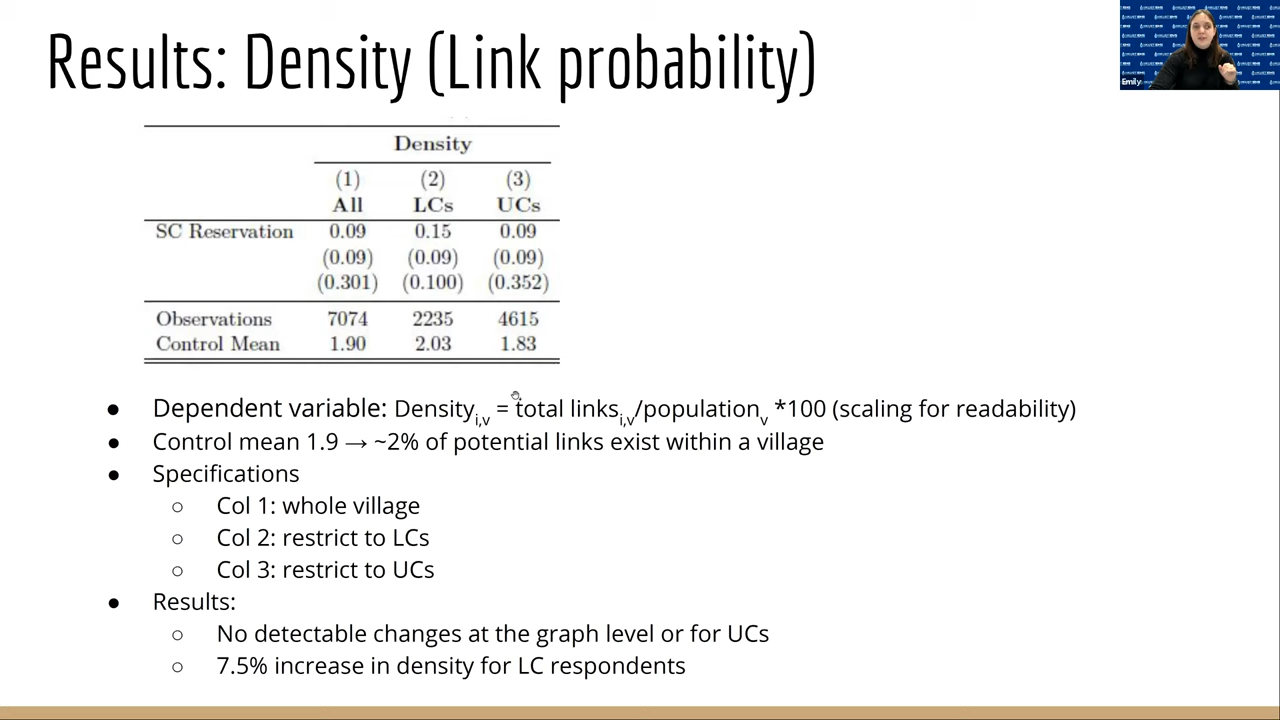 Results: Density (Link probability)
Emily
Density
(1) (2) (3)
All LCs UCs
SC Reservation 0.09 0.15 0.09
(0.09) (0.09) (0.09)
(0.301) (0.100) (0.352)
Observations 7074 2235 4615
Control Mean 1.90 2.03 1.83
● Dependent variable: Density i,v = total links i,v/population v *100 (scaling for readability)
● Control mean 1.9 → ~2% of potential links exist within a village
● Specifications
○ Col 1: whole village
○ Col 2: restrict to LCs
○ Col 3: restrict to UCs
● Results:
○ No detectable changes at the graph level or for UCs
○ 7.5% increase in density for LC respondents